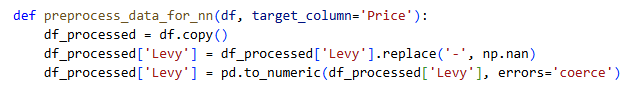 def preprocess_data_for_nn(df, target_column='Price'):
    df_processed = df.copy()
    df_processed['Levy'] = df_processed['Levy'].replace('-', np.nan)
    df_processed['Levy'] = pd.to_numeric(df_processed['Levy'], errors='coerce')